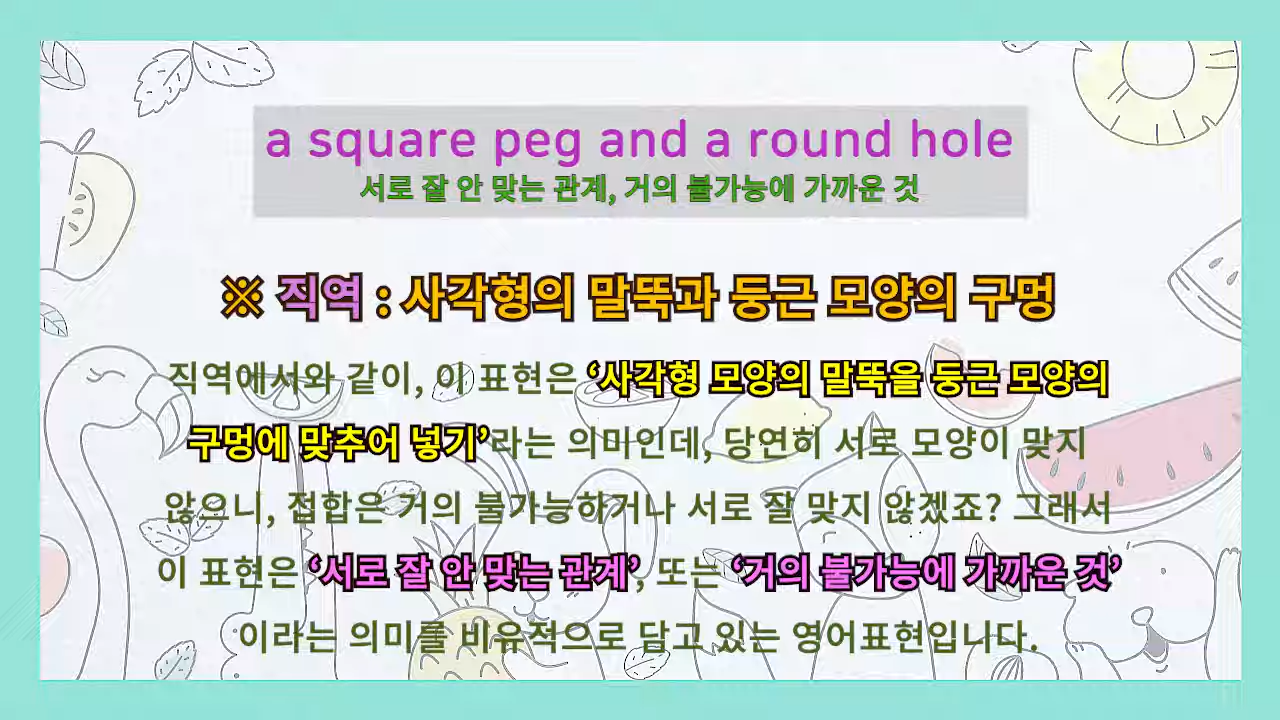 a square peg and a round hole
서로 잘 안 맞는 관계, 거의 불가능에 가까운 것
※ 직역 : 사각형의 말뚝과 둥근 모양의 구멍
직역에서와 같이, 이 표현은 ‘사각형 모양의 말뚝을 둥근 모양의
구멍에 맞추어 넣기’라는 의미인데, 당연히 서로 모양이 맞지
않으니, 접합은 거의 불가능하거나 서로 잘 맞지 않겠죠? 그래서
이 표현은 ‘서로 잘 안 맞는 관계’, 또는 ‘거의 불가능에 가까운 것’
이라는 의미를 비유적으로 담고 있는 영어표현입니다.